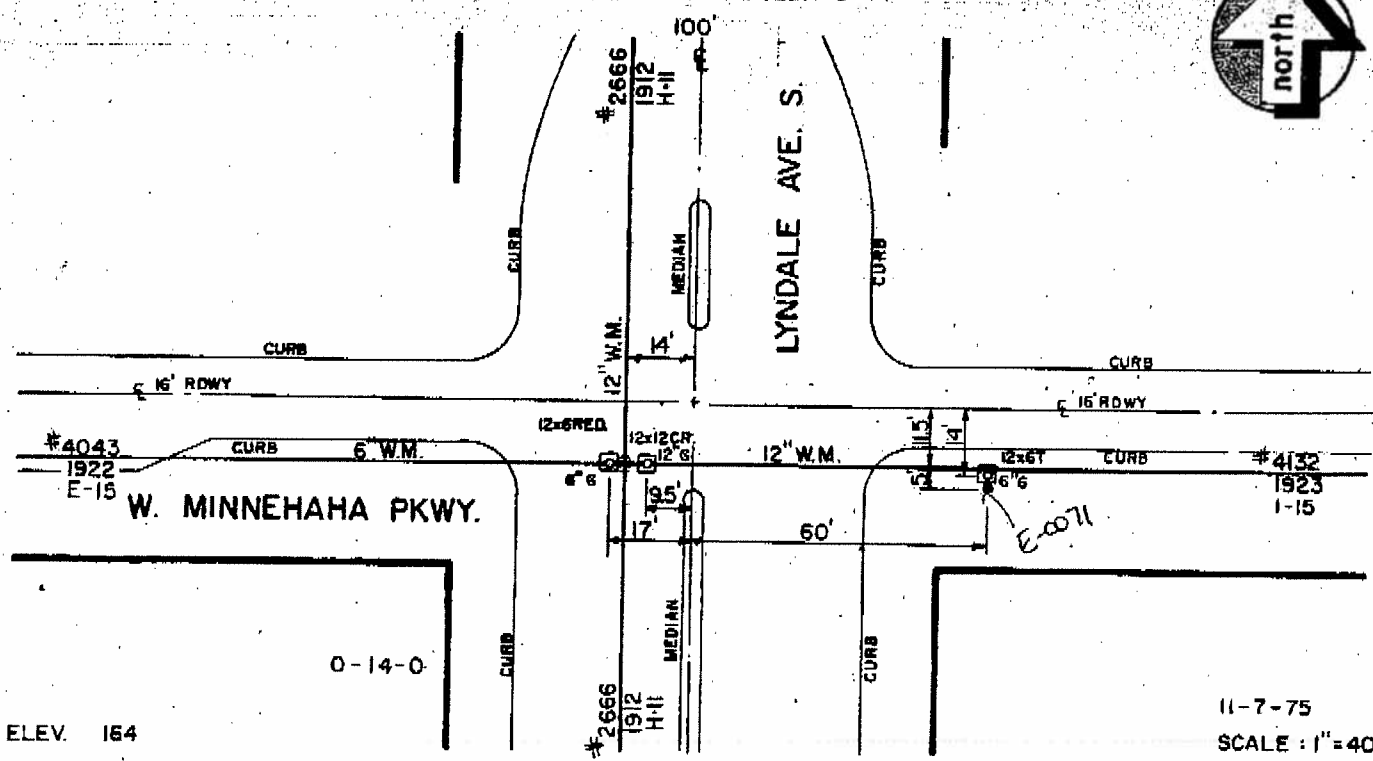 100'
north
#2666
1912
H-11
LYNDALE AVE. S.
CURB
MEDIAN
CURB
12" W.M.
14'
CURB
CURB
℄ 16' RDWY
℄ 16' RDWY
12x6RED.
12x12CR
12" G
11.5'
14'
#4043
1922
E-15
CURB
6" W.M.
12" W.M.
12x6T
CURB
#4132
1923
1-15
6" G
6"G
5'
W. MINNEHAHA PKWY.
9.5'
17'
60'
E-0071
MEDIAN
CURB
CURB
0-14-0
#2666
1912
H-11
ELEV. 164
11-7-75
SCALE : 1"=40